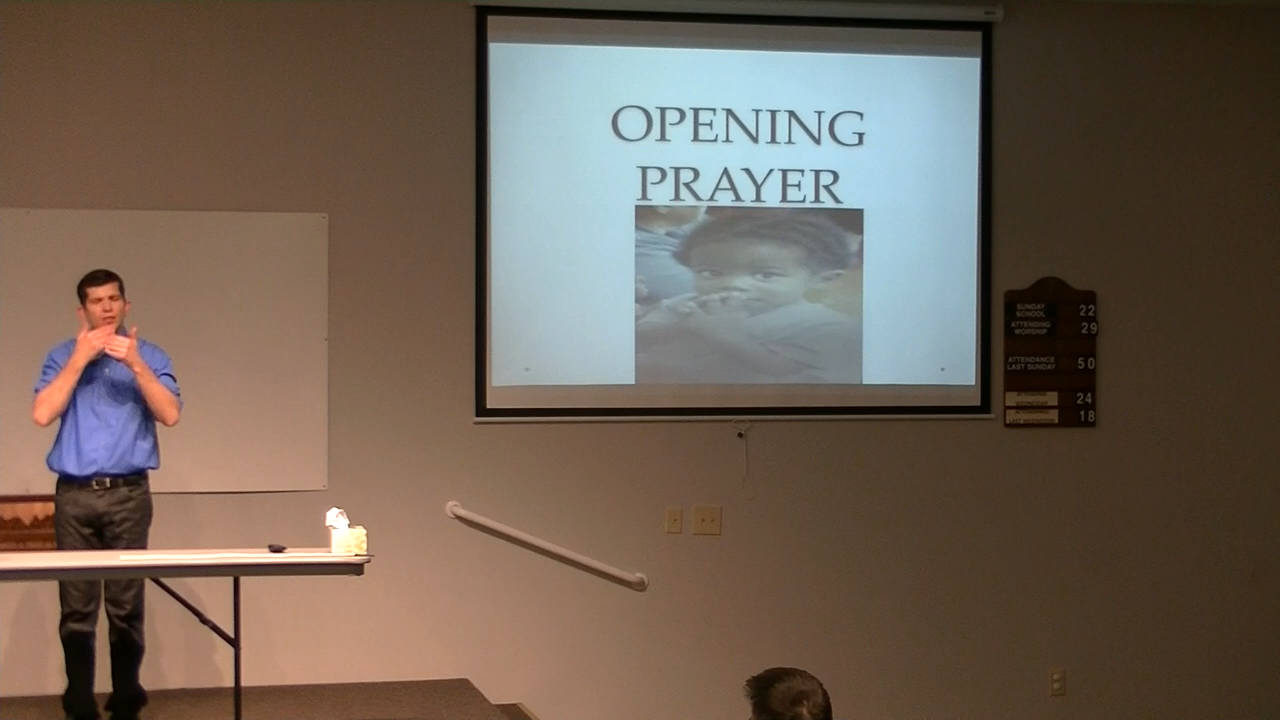 OPENING
PRAYER
SUNDAY
SCHOOL 22
ATTENDING
WORSHIP 29
ATTENDANCE
LAST SUNDAY 50
24
18